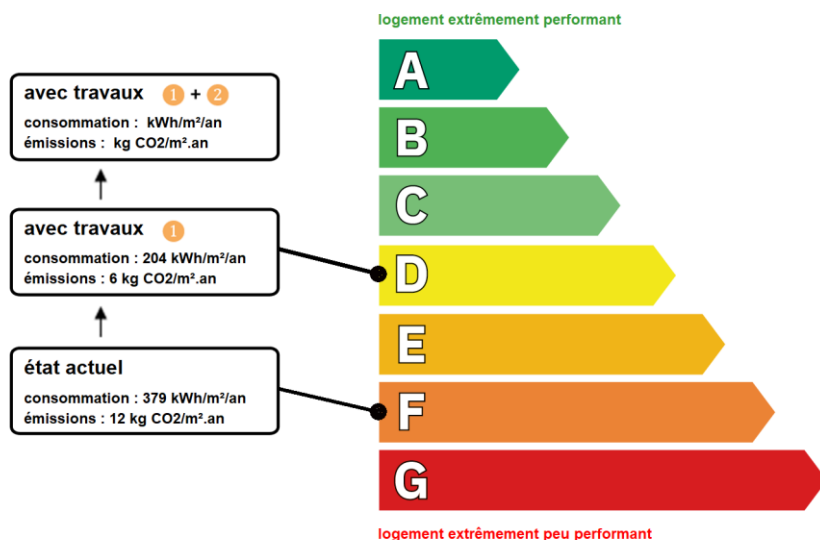 logement extrêmement performant
A
avec travaux 1 + 2
consommation : kWh/m²/an
émissions : kg CO2/m².an
B
C
avec travaux 1
consommation : 204 kWh/m²/an
émissions : 6 kg CO2/m².an
D
E
état actuel
consommation : 379 kWh/m²/an
émissions : 12 kg CO2/m².an
F
G
logement extrêmement peu performant